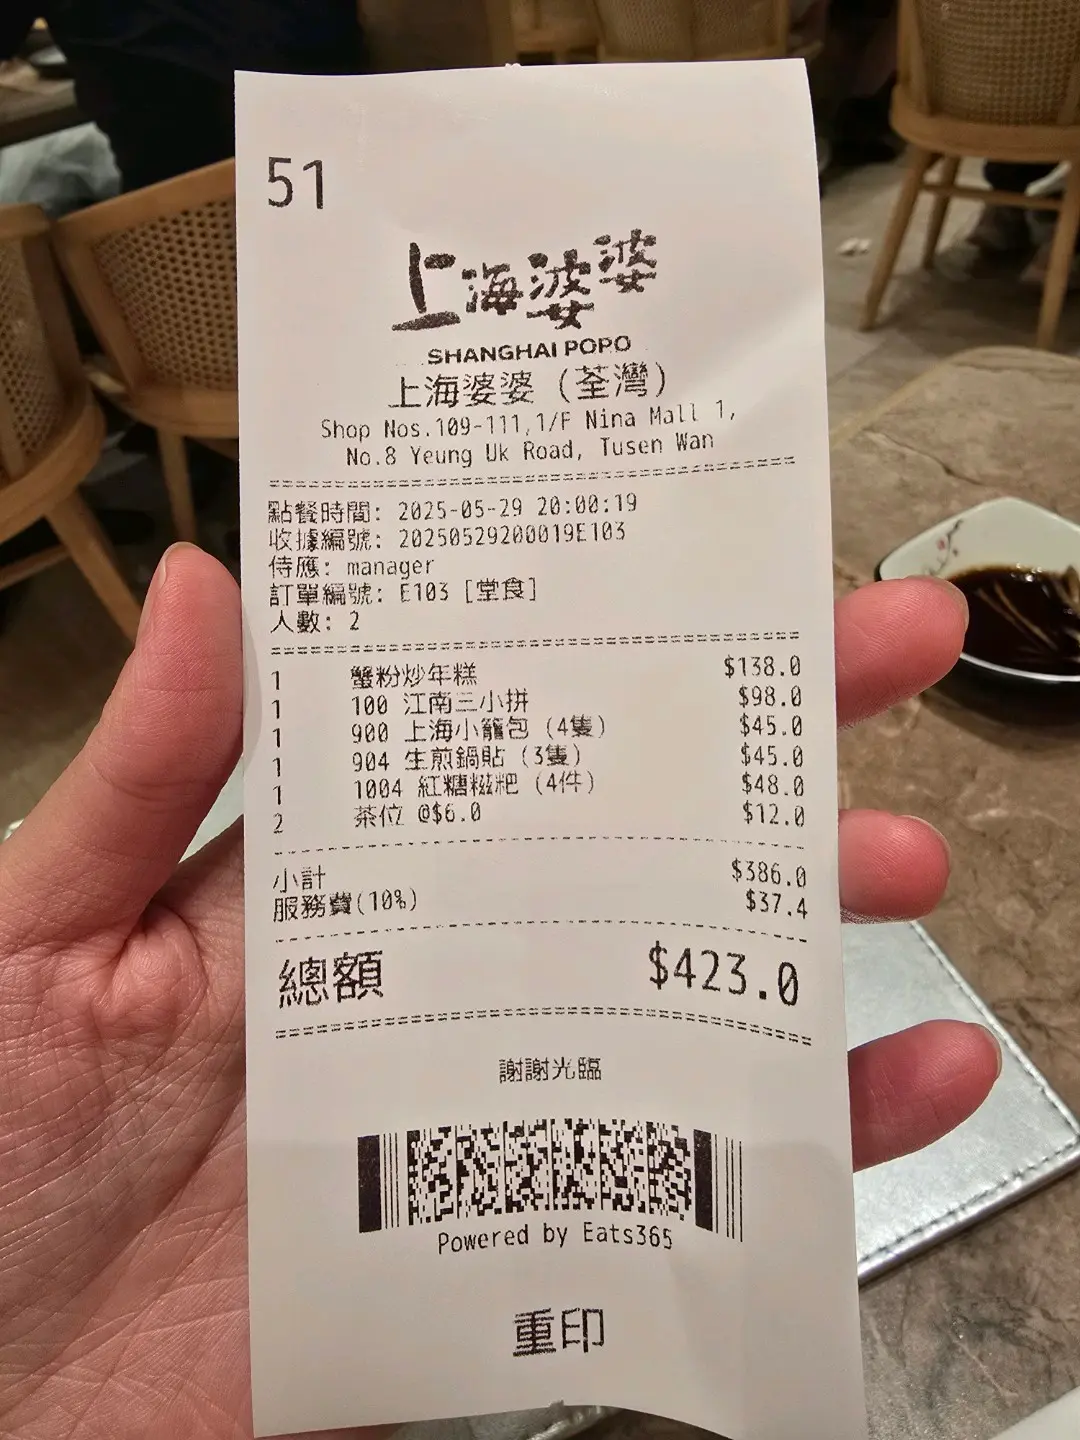 51
上海婆婆
SHANGHAI POPO
上海婆婆 (荃灣)
Shop Nos.109-111,1/F Nina Mall 1,
No.8 Yeung Uk Road, Tusen Wan
點餐時間: 2025-05-29 20:00:19
收據編號: 20250529200019E103
侍應: manager
訂單編號: E103 [堂食]
人數: 2
1 蟹粉炒年糕 $138.0
1 100 江南三小拼 $98.0
1 900 上海小籠包 (4隻) $45.0
1 904 生煎鍋貼 (3隻) $45.0
1 1004 紅糖糍粑 (4件) $48.0
2 茶位 @$6.0 $12.0
小計 $386.0
服務費(10%) $37.4
總額 $423.0
謝謝光臨
Powered by Eats365
重印